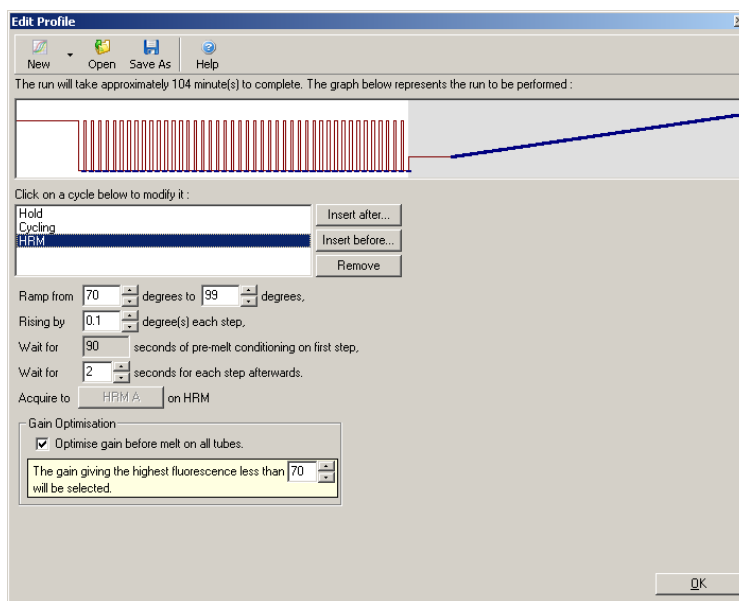 Edit Profile
New Open Save As Help
The run will take approximately 104 minute(s) to complete. The graph below represents the run to be performed :
Click on a cycle below to modify it :
Hold
Cycling
HRM
Insert after...
Insert before...
Remove
Ramp from 70 degrees to 99 degrees,
Rising by 0.1 degree(s) each step,
Wait for 90 seconds of pre-melt conditioning on first step,
Wait for 2 seconds for each step afterwards.
Acquire to HRM A on HRM
Gain Optimisation
Optimise gain before melt on all tubes.
The gain giving the highest fluorescence less than 70
will be selected.
OK